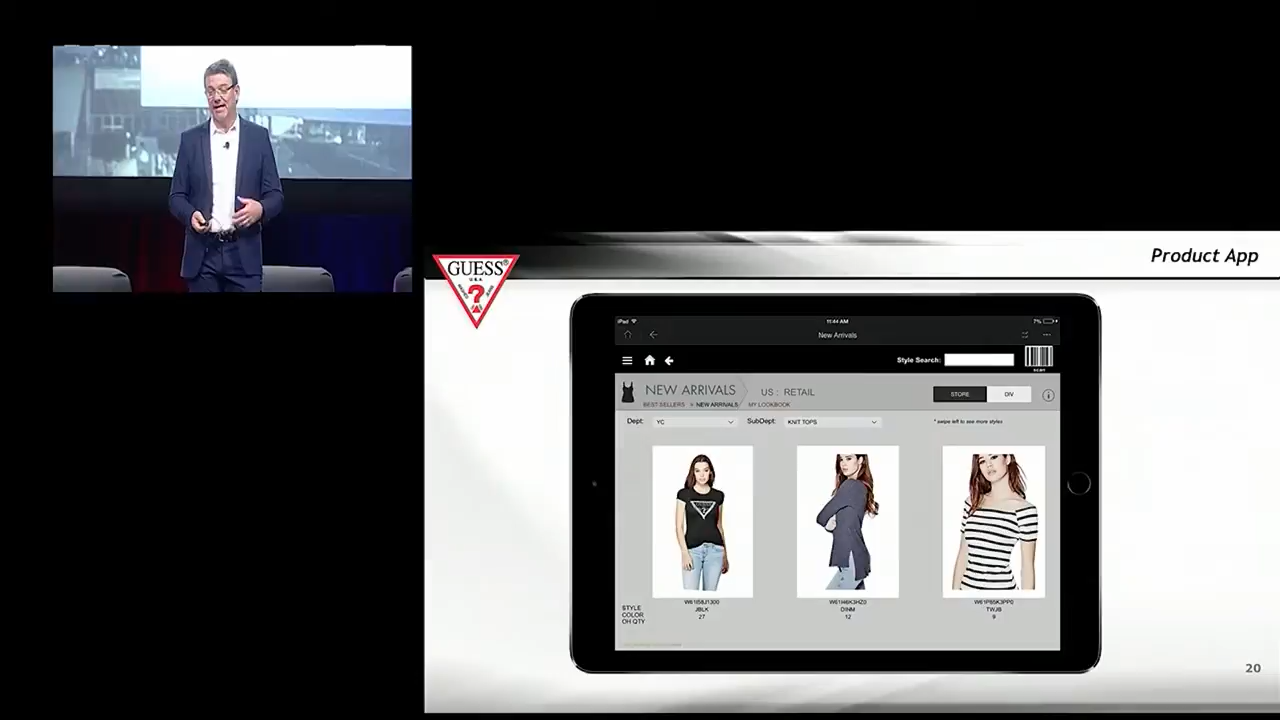 Product App
GUESS®
U.S.A.
?
iPad
11:44 AM
7%
New Arrivals
Style Search:
NEW ARRIVALS
US : RETAIL
STORE
DIV
BEST SELLERS
NEW ARRIVALS
MY LOOKBOOK
Dept:
YC
SubDept:
KNIT TOPS
* swipe left to see more styles
STYLE
COLOR
OH QTY
JBLK
27
12
TWJB
9
20